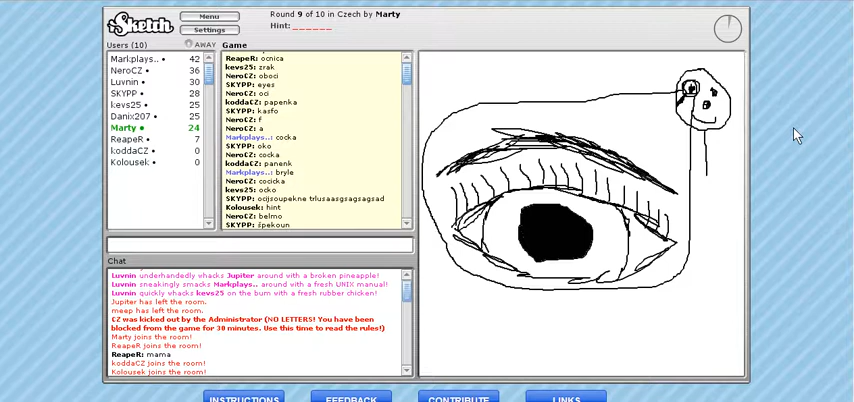 iSketch
Menu
Settings
Round 9 of 10 in Czech by Marty
Hint: ______
Users (10)
AWAY
Game
Markplays.. • 42
NeroCZ • 36
Luvnin • 30
SKYPP • 28
kevs25 • 25
Danix207 • 25
Marty • 24
ReapeR • 7
koddaCZ • 0
Kolousek • 0
ReapeR: ocnica
kevs25: zrak
NeroCZ: oboci
SKYPP: eyes
NeroCZ: oci
koddaCZ: papenka
SKYPP: kasfo
NeroCZ: f
NeroCZ: a
Markplays..: cocka
SKYPP: oko
NeroCZ: cocka
koddaCZ: panenk
Markplays..: bryle
NeroCZ: cocicka
kevs25: ocko
SKYPP: ocijsoupekne trlusaasgsagsagsad
Kolousek: hint
NeroCZ: belmo
SKYPP: špekoun
Chat
Luvnin underhandedly whacks Jupiter around with a broken pineapple!
Luvnin sneakingly smacks Markplays.. around with a fresh UNIX manual!
Luvnin quickly whacks kevs25 on the bum with a fresh rubber chicken!
Jupiter has left the room.
meep has left the room.
CZ was kicked out by the Administrator (NO LETTERS! You have
been blocked from the game for 30 minutes. Use this time to read the rules!)
Marty joins the room!
ReapeR joins the room!
ReapeR: mama
koddaCZ joins the room!
Kolousek joins the room!
INSTRUCTIONS
FEEDBACK
CONTRIBUTE
LINKS